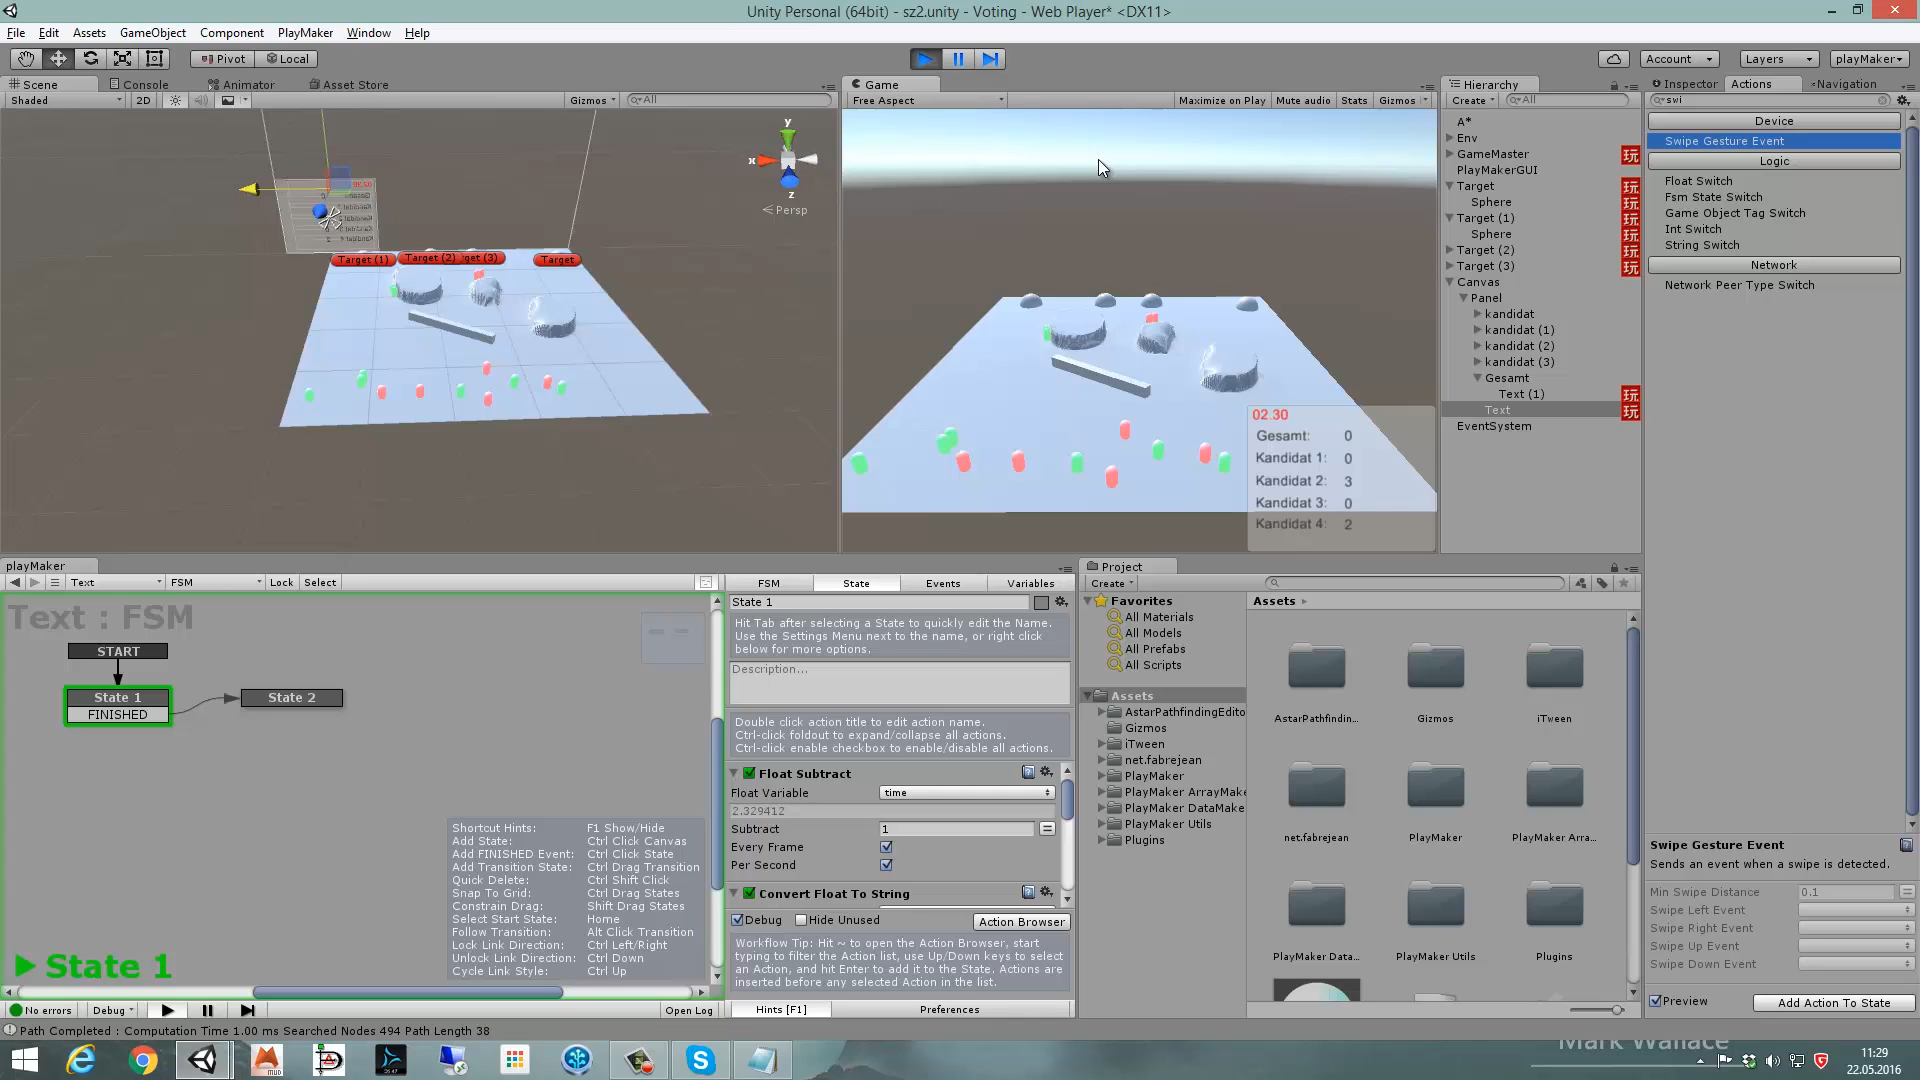 Unity Personal (64bit) - sz2.unity - Voting - Web Player* <DX11>
File Edit Assets GameObject Component PlayMaker Window Help
Pivot Local
Account Layers playMaker
Scene Console Animator Asset Store
Shaded 2D Gizmos All
y
x
z
Persp
Target (1) Target (2) get (3) Target
Game
Free Aspect Maximize on Play Mute audio Stats Gizmos
02.30
Gesamt: 0
Kandidat 1: 0
Kandidat 2: 3
Kandidat 3: 0
Kandidat 4: 2
Hierarchy
Create All
A*
Env
GameMaster 玩
PlayMakerGUI
Target 玩
Sphere 玩
Target (1) 玩
Sphere 玩
Target (2) 玩
Target (3) 玩
Canvas
Panel
kandidat
kandidat (1)
kandidat (2)
kandidat (3)
Gesamt
Text (1) 玩
Text 玩
EventSystem
Inspector Actions Navigation
swi
Device
Swipe Gesture Event
Logic
Float Switch
Fsm State Switch
Game Object Tag Switch
Int Switch
String Switch
Network
Network Peer Type Switch
Swipe Gesture Event
Sends an event when a swipe is detected.
Min Swipe Distance 0.1
Swipe Left Event
Swipe Right Event
Swipe Up Event
Swipe Down Event
Preview Add Action To State
playMaker
Text FSM Lock Select
Text : FSM
START
State 1
FINISHED
State 2
Shortcut Hints: F1 Show/Hide
Add State: Ctrl Click Canvas
Add FINISHED Event: Ctrl Click State
Add Transition State: Ctrl Drag Transition
Quick Delete: Ctrl Shift Click
Snap To Grid: Ctrl Drag States
Constrain Drag: Shift Drag States
Select Start State: Home
Follow Transition: Alt Click Transition
Lock Link Direction: Ctrl Left/Right
Unlock Link Direction: Ctrl Down
Cycle Link Style: Ctrl Up
State 1
No errors Debug Open Log
FSM State Events Variables
State 1
Hit Tab after selecting a State to quickly edit the Name.
Use the Settings Menu next to the name, or right click
below for more options.
Description...
Double click action title to edit action name.
Ctrl-click foldout to expand/collapse all actions.
Ctrl-click enable checkbox to enable/disable all actions.
Float Subtract
Float Variable time
2.329412
Subtract 1
Every Frame
Per Second
Convert Float To String
Debug Hide Unused Action Browser
Workflow Tip: Hit ~ to open the Action Browser, start
typing to filter the Action list, use Up/Down keys to select
an Action, and hit Enter to add it to the State. Actions are
inserted before any selected Action in the list.
Hints [F1] Preferences
Project
Create
Favorites
All Materials
All Models
All Prefabs
All Scripts
Assets
AstarPathfindingEdito
Gizmos
iTween
net.fabrejean
PlayMaker
PlayMaker ArrayMake
PlayMaker DataMake
PlayMaker Utils
Plugins
Assets
AstarPathfindin... Gizmos iTween
net.fabrejean PlayMaker PlayMaker Arra...
PlayMaker Data... PlayMaker Utils Plugins
Path Completed : Computation Time 1.00 ms Searched Nodes 494 Path Length 38
Mark Wallace
11:29
22.05.2016